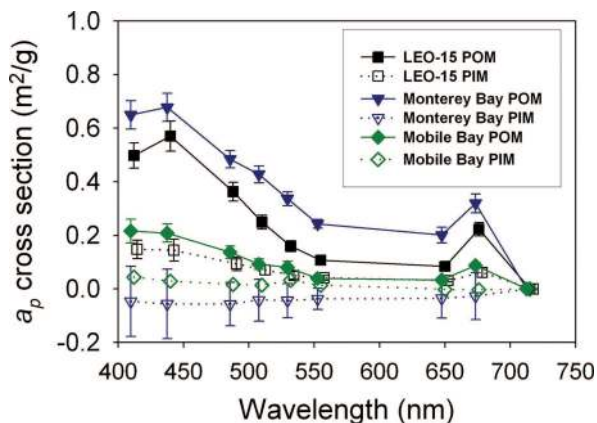 a_p cross section (m²/g)
1.0
0.8
0.6
0.4
0.2
0.0
-0.2
LEO-15 POM
LEO-15 PIM
Monterey Bay POM
Monterey Bay PIM
Mobile Bay POM
Mobile Bay PIM
400 450 500 550 600 650 700 750
Wavelength (nm)